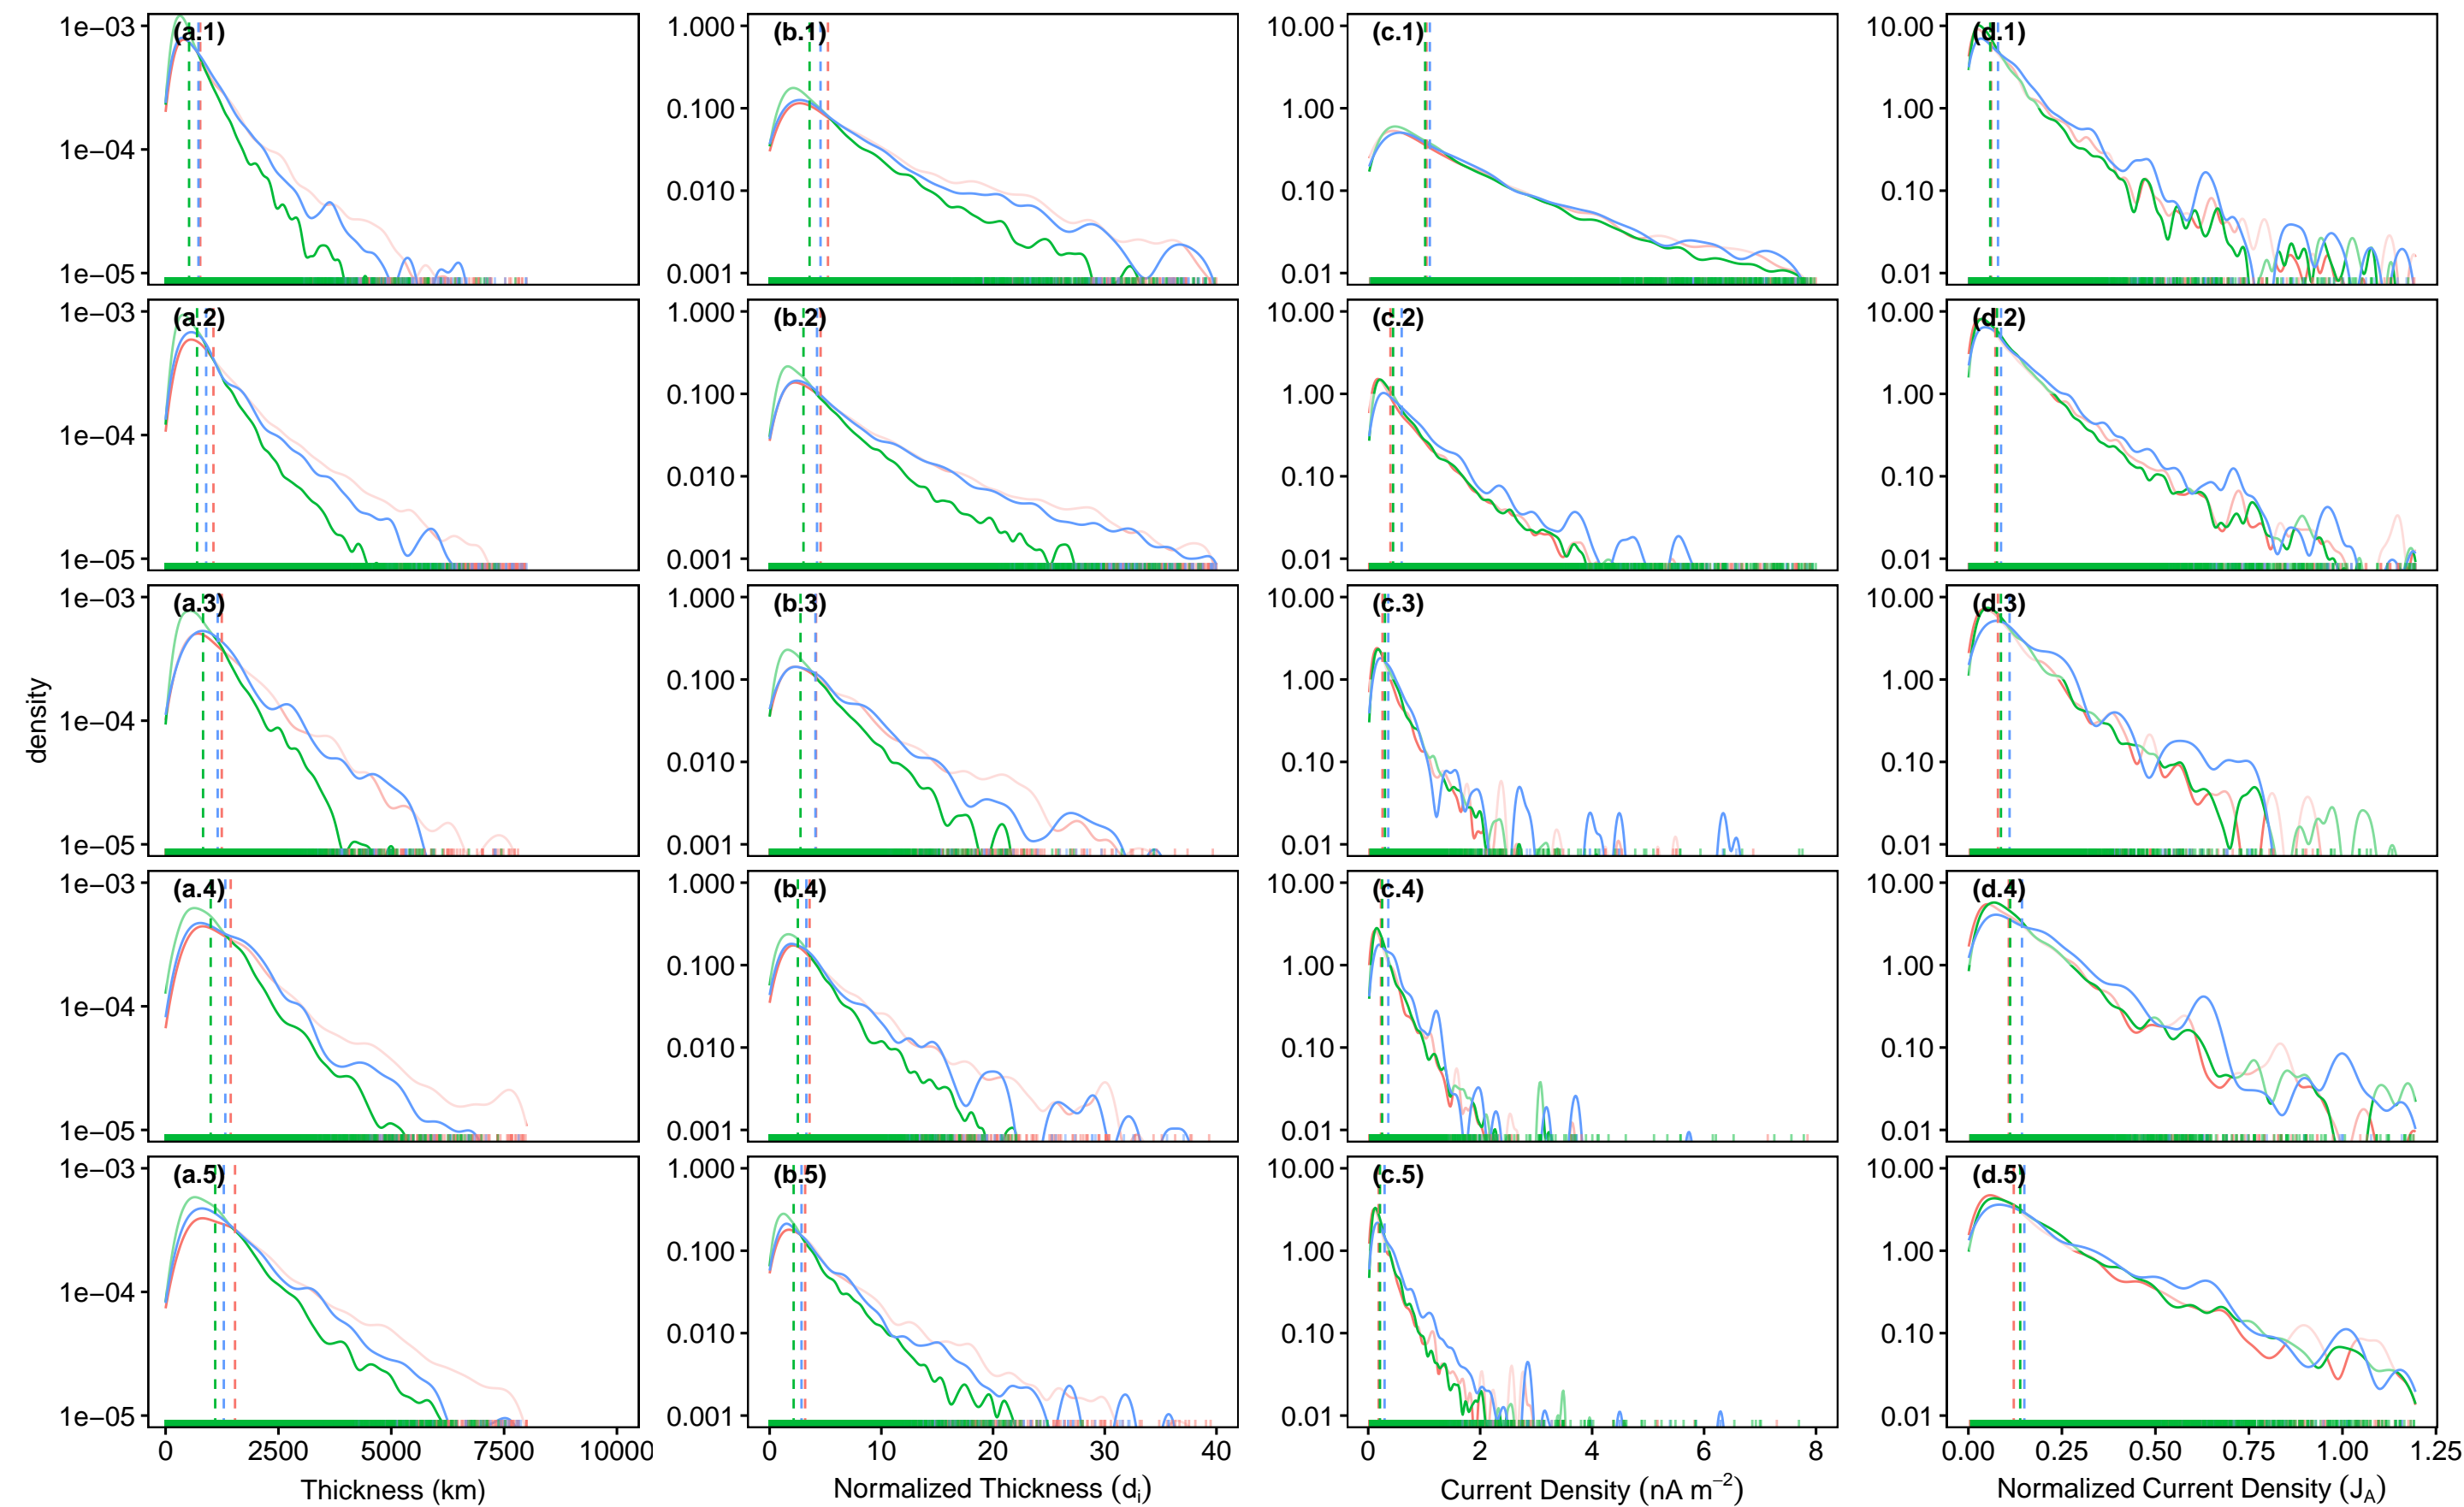 density
(a.1) (b.1) (c.1) (d.1)
1e−03 1.000 10.00 10.00
0.100 1.00 1.00
1e−04 0.010 0.10 0.10
1e−05 0.001 0.01 0.01
(a.2) (b.2) (c.2) (d.2)
1e−03 1.000 10.00 10.00
0.100 1.00 1.00
1e−04 0.010 0.10 0.10
1e−05 0.001 0.01 0.01
(a.3) (b.3) (c.3) (d.3)
1e−03 1.000 10.00 10.00
0.100 1.00 1.00
1e−04 0.010 0.10 0.10
1e−05 0.001 0.01 0.01
(a.4) (b.4) (c.4) (d.4)
1e−03 1.000 10.00 10.00
0.100 1.00 1.00
1e−04 0.010 0.10 0.10
1e−05 0.001 0.01 0.01
(a.5) (b.5) (c.5) (d.5)
1e−03 1.000 10.00 10.00
0.100 1.00 1.00
1e−04 0.010 0.10 0.10
1e−05 0.001 0.01 0.01
0 2500 5000 7500 10000 0 10 20 30 40 0 2 4 6 8 0.00 0.25 0.50 0.75 1.00 1.25
Thickness (km) Normalized Thickness (dᵢ) Current Density (nA m⁻²) Normalized Current Density (J_A)